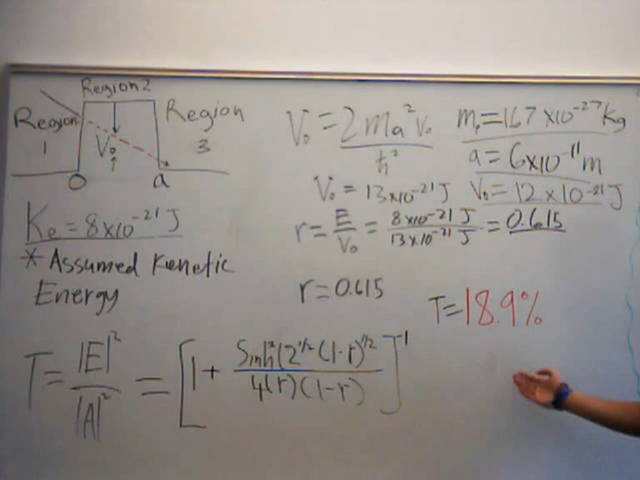 Region 2
Region 1
V₀
Region 3
0
a
V₀ = 2ma²V₀ / ħ²
m₁ = 1.67 × 10⁻²⁷ Kg
a = 6 × 10⁻¹¹ m
V₀ = 13 × 10⁻²¹ J
V₀ = 12 × 10⁻²¹ J
Ke = 8 × 10⁻²¹ J
r = E / V₀ = 8 × 10⁻²¹ J / 13 × 10⁻²¹ J = 0.615
* Assumed Kenetic
Energy
r = 0.615
T = 18.9%
T = |E|² / |A|² = [1 + Sinh²(2^1/2 (1-r)^1/2 / 4(r)(1-r)]⁻¹